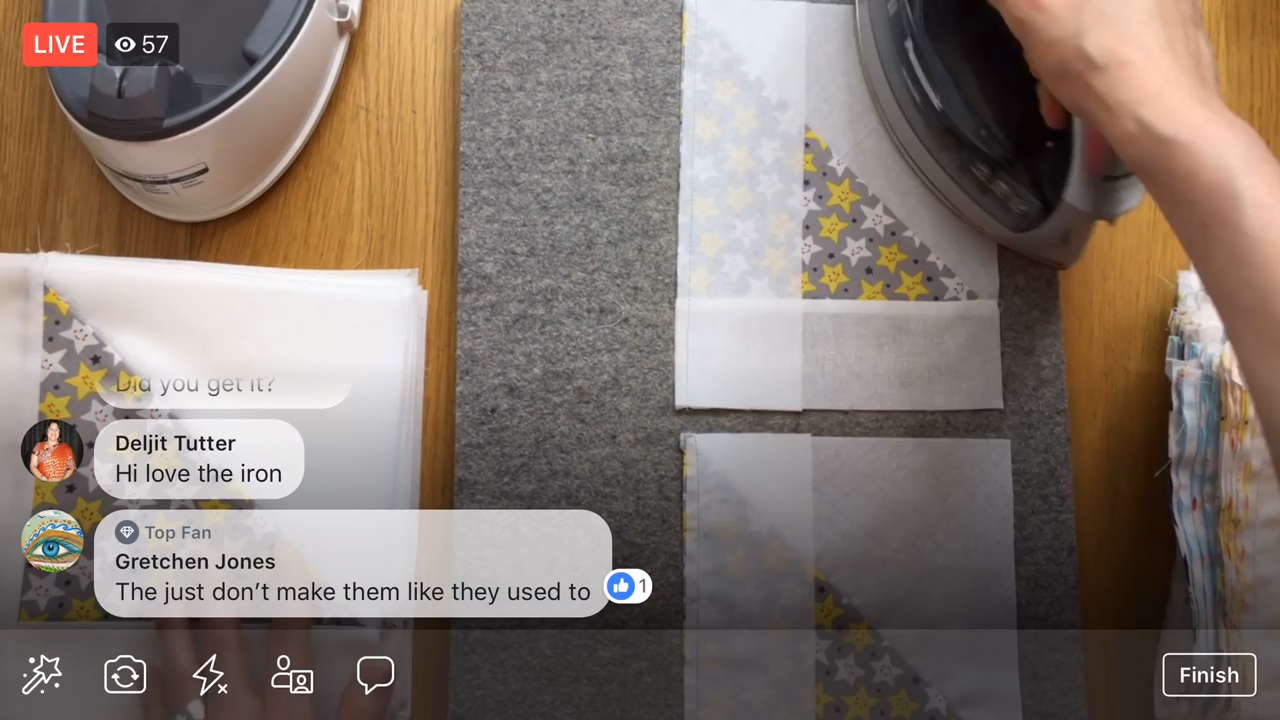 LIVE
57
Did you get it?
Deljit Tutter
Hi love the iron
Top Fan
Gretchen Jones
The just don’t make them like they used to
1
Finish